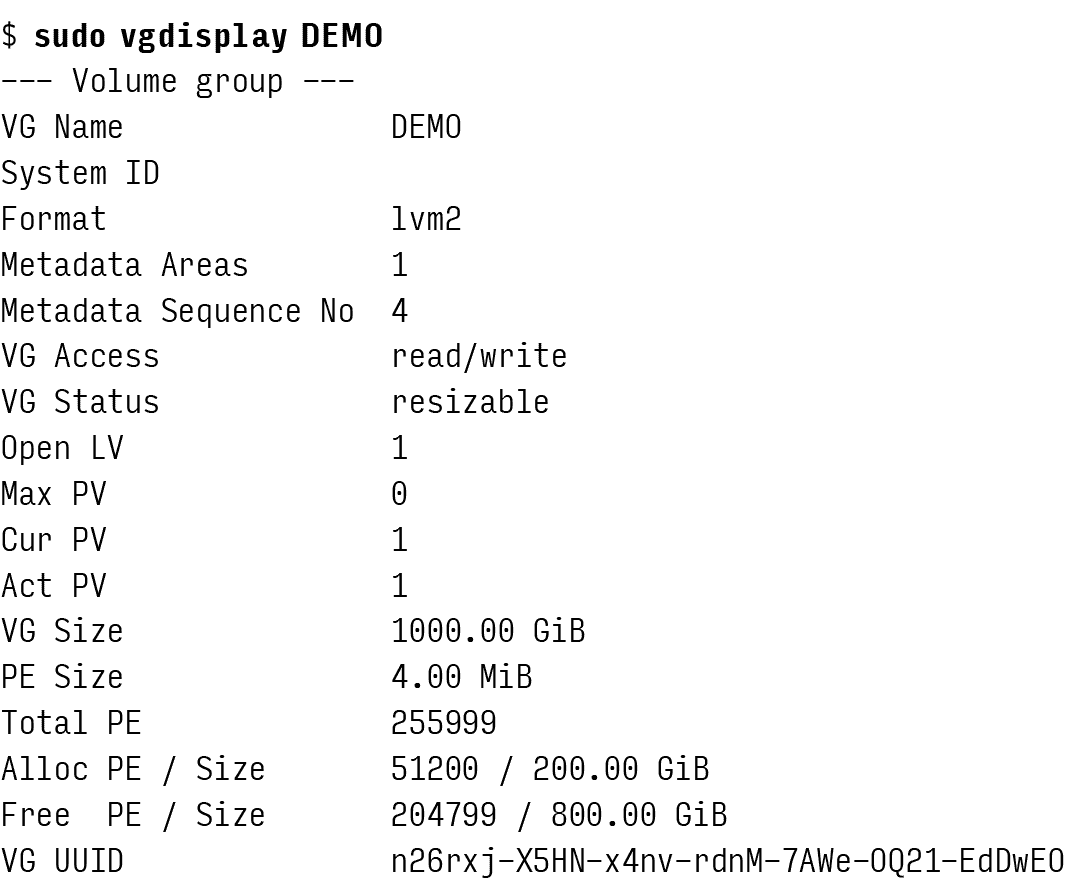 $ sudo vgdisplay DEMO
--- Volume group ---
VG Name               DEMO
System ID
Format                lvm2
Metadata Areas        1
Metadata Sequence No  4
VG Access             read/write
VG Status             resizable
Open LV               1
Max PV                0
Cur PV                1
Act PV                1
VG Size               1000.00 GiB
PE Size               4.00 MiB
Total PE              255999
Alloc PE / Size       51200 / 200.00 GiB
Free  PE / Size       204799 / 800.00 GiB
VG UUID               n26rxj-X5HN-x4nv-rdnM-7AWe-OQ21-EdDwEO